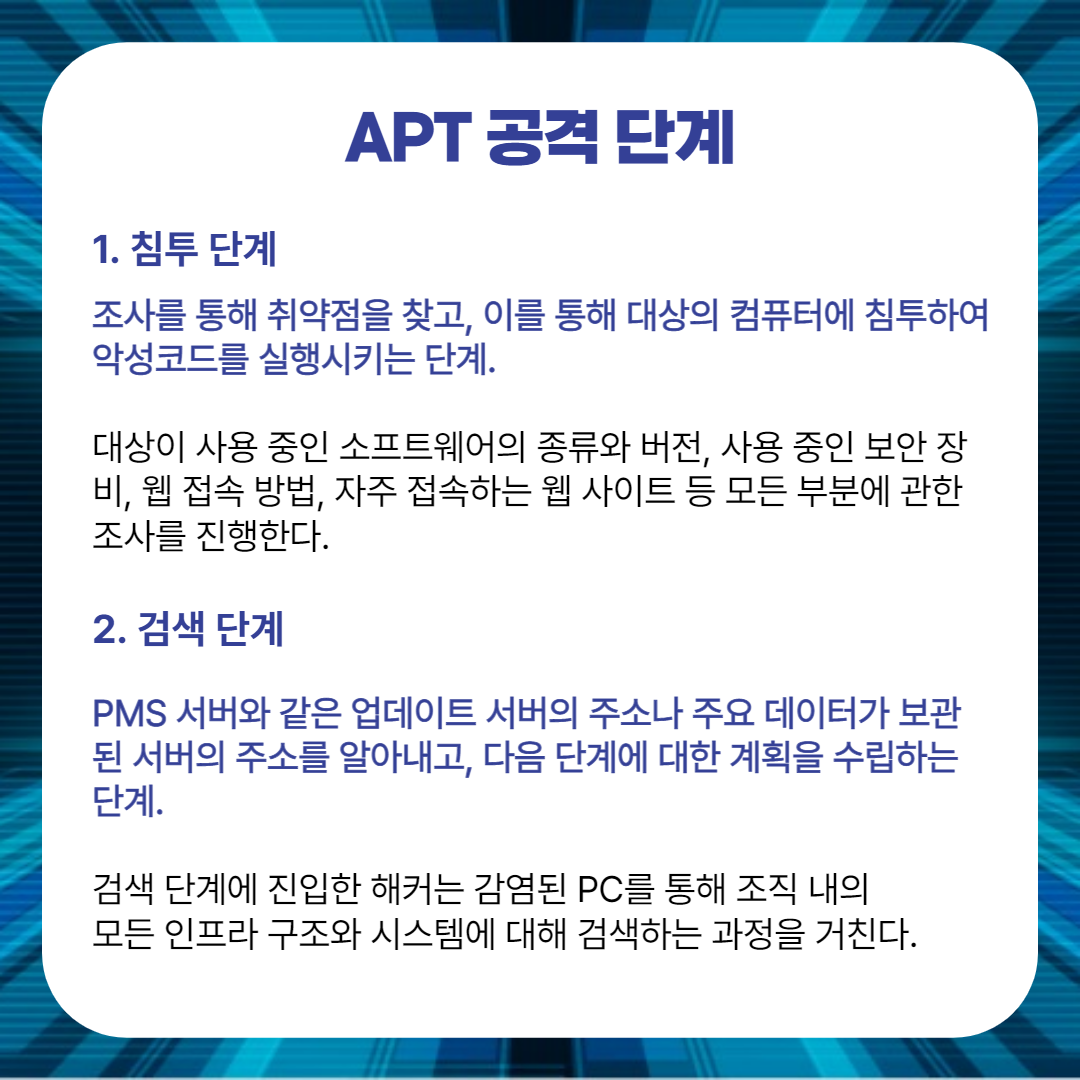 APT 공격 단계
1. 침투 단계
조사를 통해 취약점을 찾고, 이를 통해 대상의 컴퓨터에 침투하여
악성코드를 실행시키는 단계.
대상이 사용 중인 소프트웨어의 종류와 버전, 사용 중인 보안 장
비, 웹 접속 방법, 자주 접속하는 웹 사이트 등 모든 부분에 관한
조사를 진행한다.
2. 검색 단계
PMS 서버와 같은 업데이트 서버의 주소나 주요 데이터가 보관
된 서버의 주소를 알아내고, 다음 단계에 대한 계획을 수립하는
단계.
검색 단계에 진입한 해커는 감염된 PC를 통해 조직 내의
모든 인프라 구조와 시스템에 대해 검색하는 과정을 거친다.